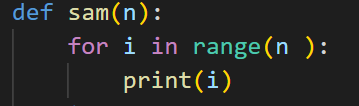 def sam(n):
    for i in range(n ):
        print(i)